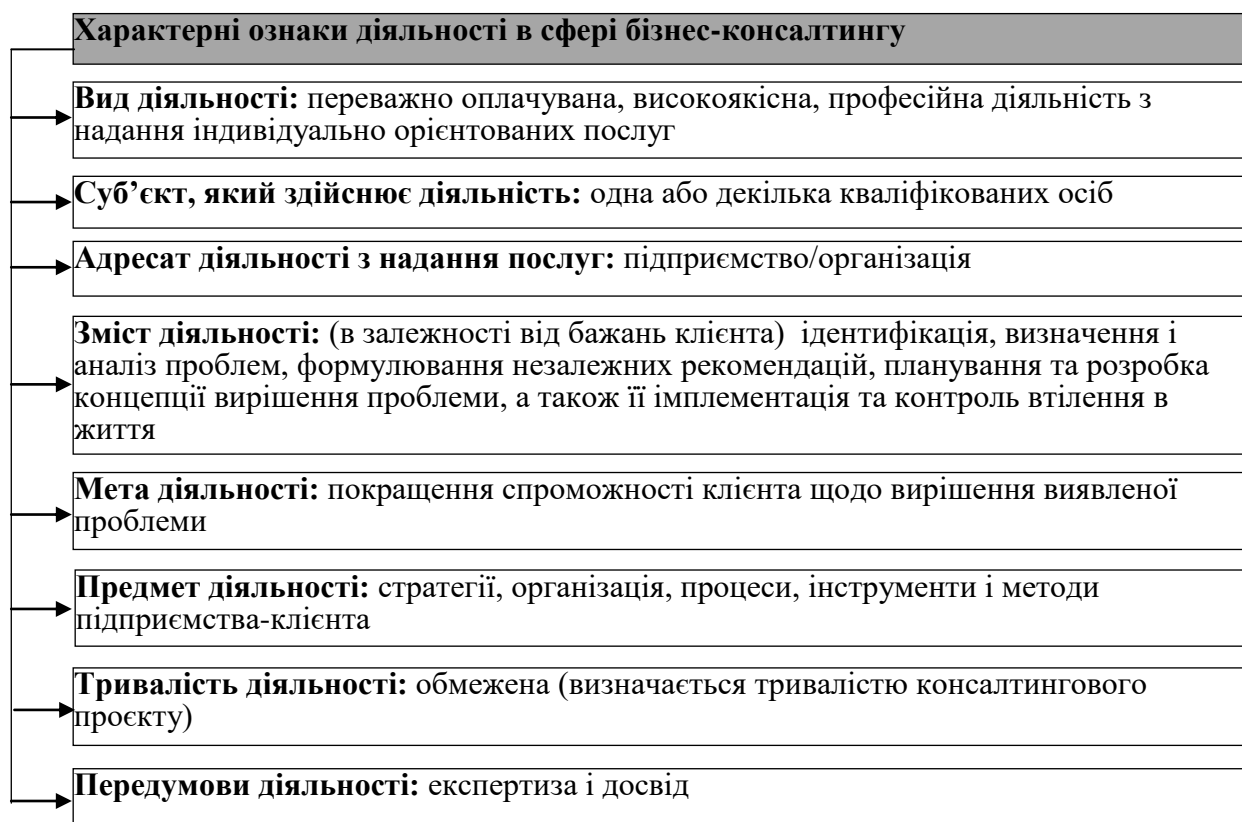 Характерні ознаки діяльності в сфері бізнес-консалтингу
Вид діяльності: переважно оплачувана, високоякісна, професійна діяльність з
надання індивідуально орієнтованих послуг
Суб’єкт, який здійснює діяльність: одна або декілька кваліфікованих осіб
Адресат діяльності з надання послуг: підприємство/організація
Зміст діяльності: (в залежності від бажань клієнта) ідентифікація, визначення і
аналіз проблем, формулювання незалежних рекомендацій, планування та розробка
концепції вирішення проблеми, а також її імплементація та контроль втілення в
життя
Мета діяльності: покращення спроможності клієнта щодо вирішення виявленої
проблеми
Предмет діяльності: стратегії, організація, процеси, інструменти і методи
підприємства-клієнта
Тривалість діяльності: обмежена (визначається тривалістю консалтингового
проєкту)
Передумови діяльності: експертиза і досвід